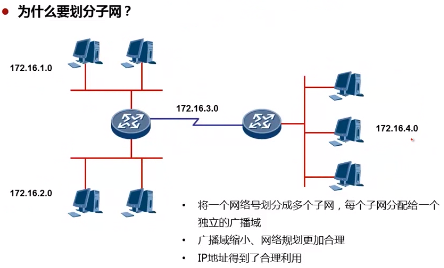 • 为什么要划分子网？
172.16.1.0
172.16.3.0
172.16.4.0
172.16.2.0
• 将一个网络号划分成多个子网，每个子网分配给一个
独立的广播域
• 广播域缩小、网络规划更加合理
• IP地址得到了合理利用